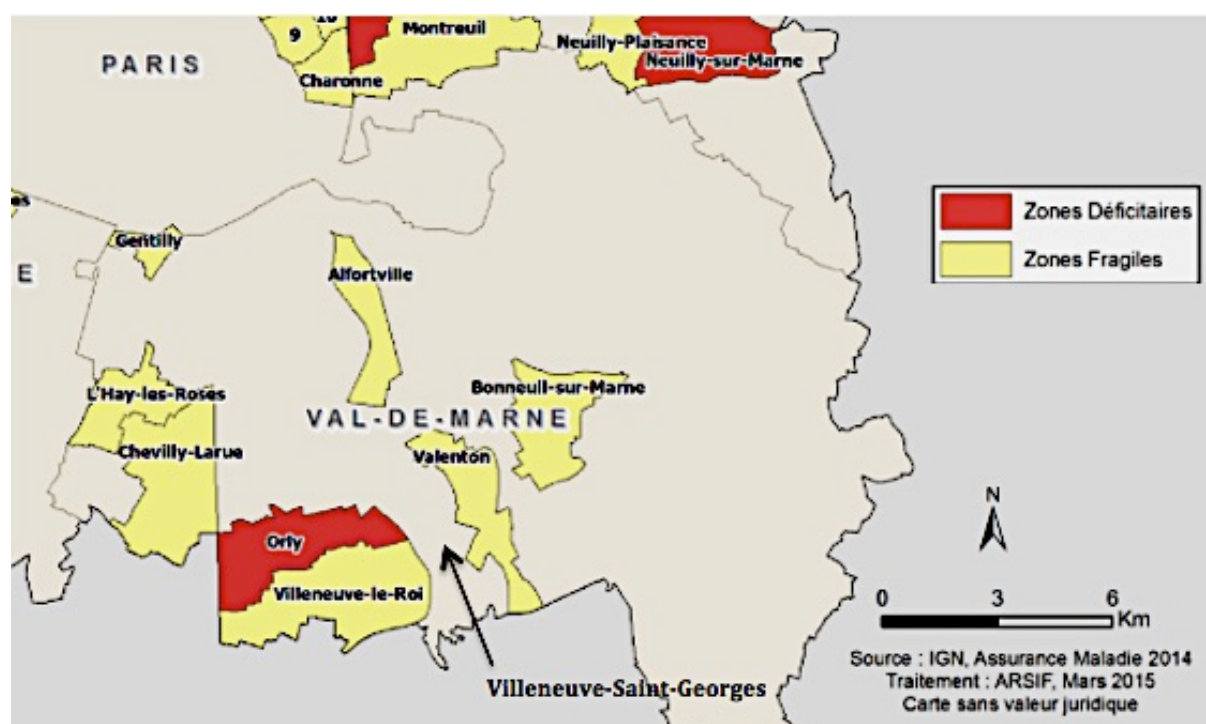 9
Montreuil
Neuilly-Plaisance
Neuilly-sur-Marne
PARIS
Charonne
Zones Déficitaires
Zones Fragiles
Gentilly
E
Alfortville
L'Hay-les-Roses
Bonneuil-sur-Marne
VAL-DE-MARNE
Chevilly-Larue
Valenton
N
Orly
Villeneuve-le-Roi
0 3 6
Km
Source : IGN, Assurance Maladie 2014
Traitement : ARSIF, Mars 2015
Carte sans valeur juridique
Villeneuve-Saint-Georges